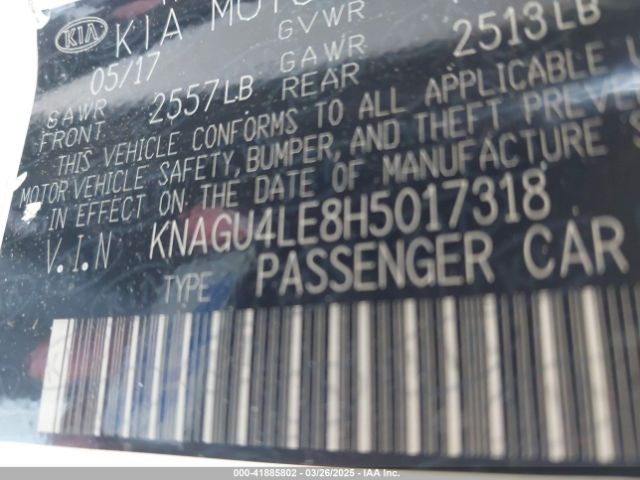 KIA KIA MOTO
GVWR
05/17
GAWR FRONT 2557LB GAWR REAR 2513LB
THIS VEHICLE CONFORMS TO ALL APPLICABLE
MOTOR VEHICLE SAFETY, BUMPER, AND THEFT
IN EFFECT ON THE DATE OF MANUFACTURE
V.I.N KNAGU4LE8H5017318
TYPE PASSENGER CAR
000-41885802 — 03/26/2025 — IAA Inc.